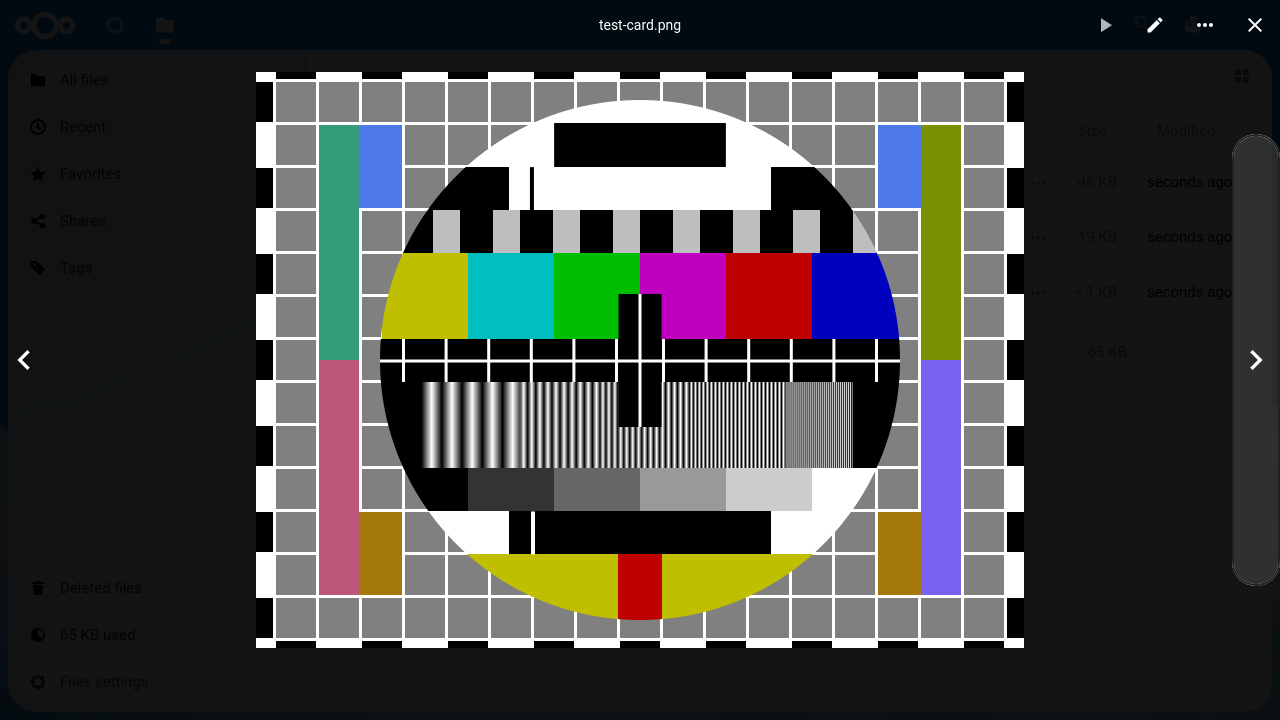 test-card.png
All files
Recent
Favorites
Shares
Tags
Size
Modified
46 KB
seconds ago
19 KB
seconds ago
< 1 KB
seconds ago
65 KB
Deleted files
65 KB used
Files settings